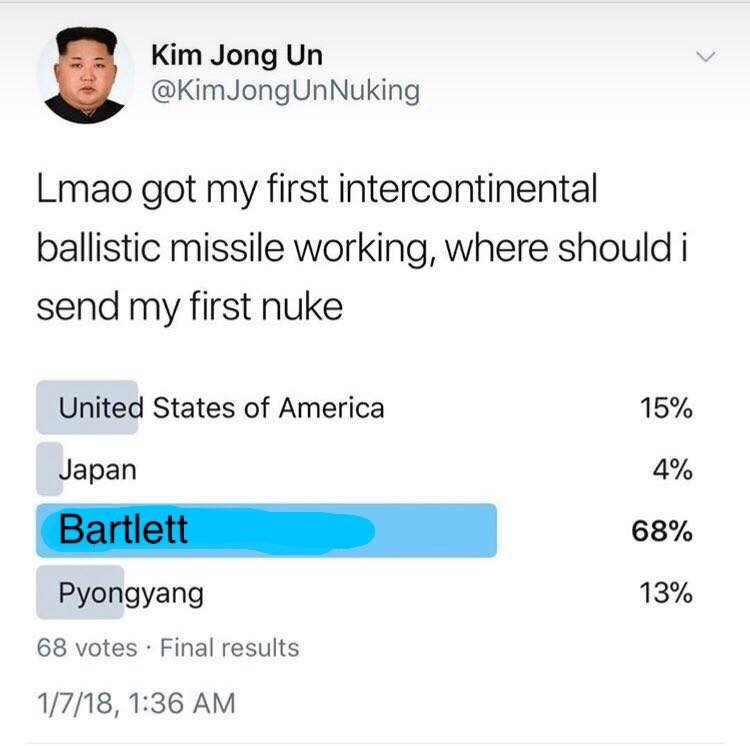 Kim Jong Un
@KimJongUnNuking
Lmao got my first intercontinental
ballistic missile working, where should i
send my first nuke
United States of America 15%
Japan 4%
Bartlett 68%
Pyongyang 13%
68 votes · Final results
1/7/18, 1:36 AM